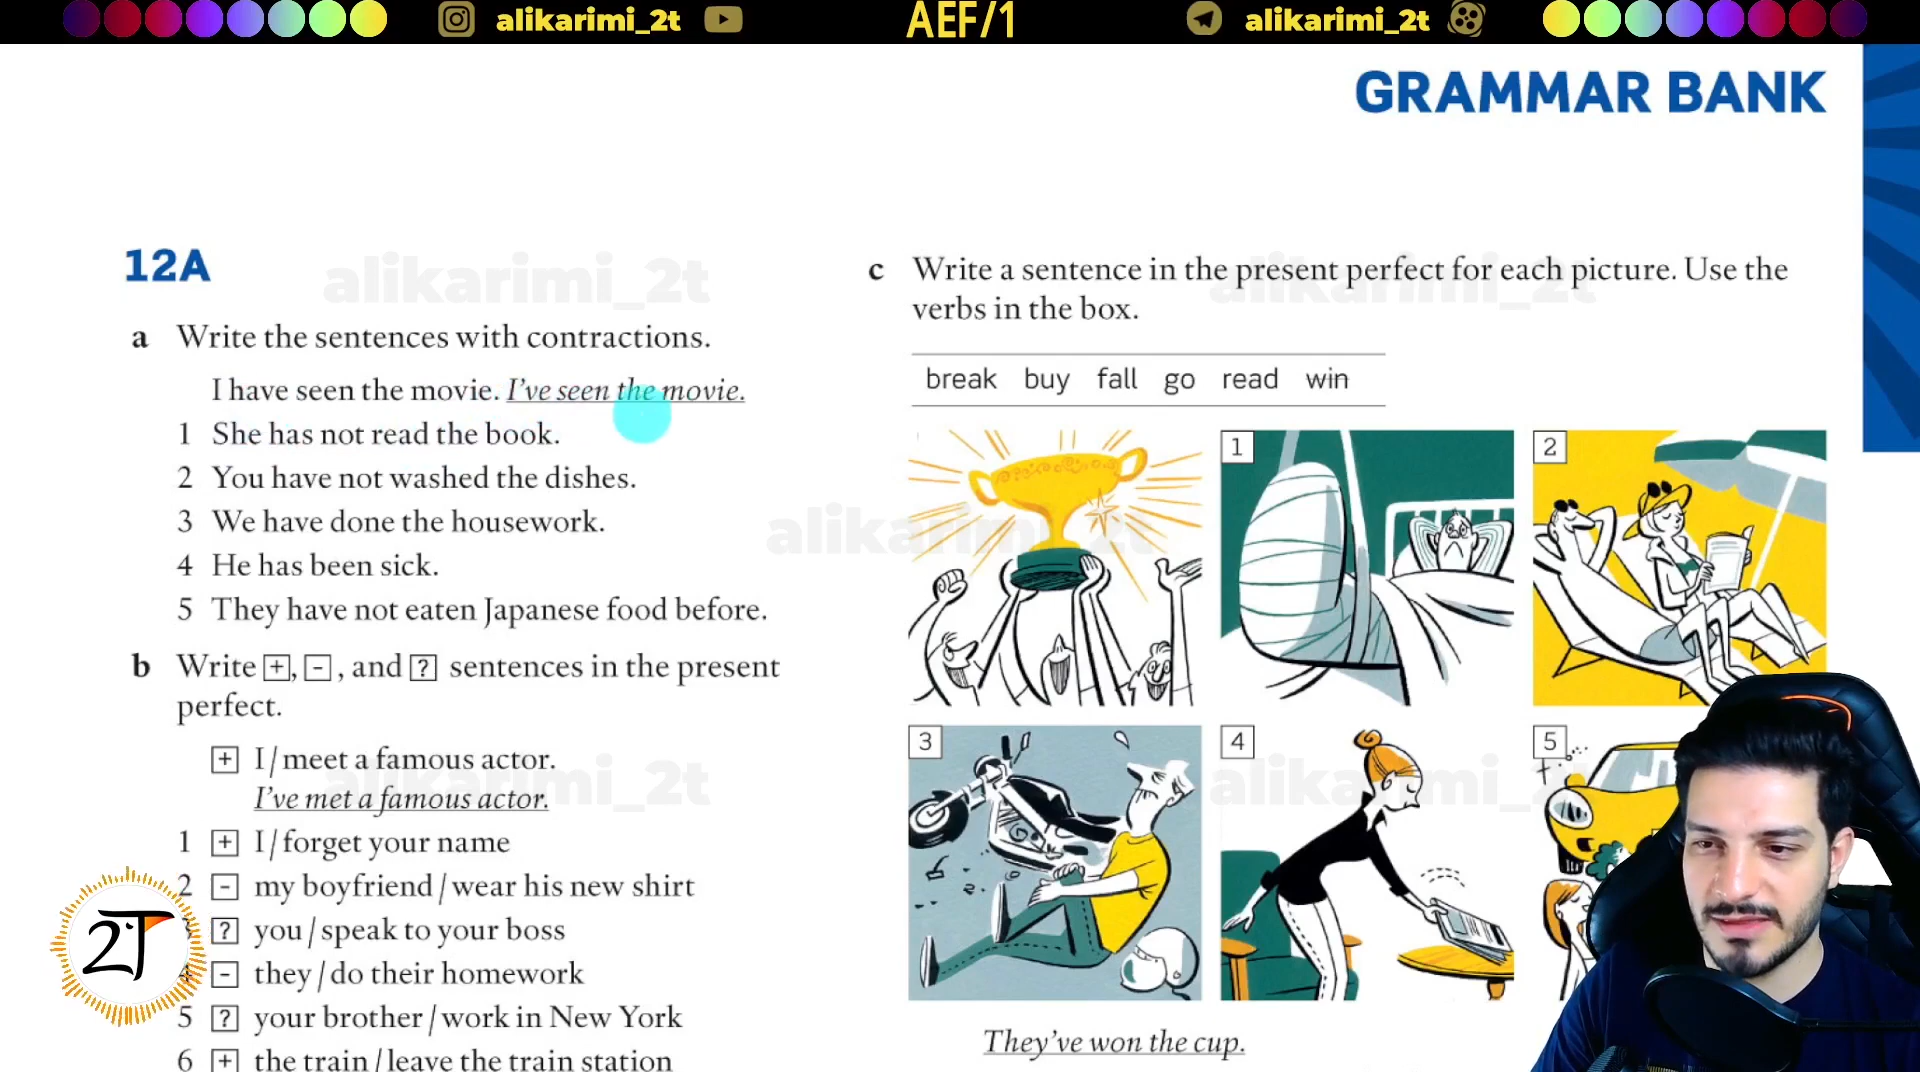 alikarimi_2t
AEF/1
alikarimi_2t
GRAMMAR BANK
12A
alikarimi_2t
a Write the sentences with contractions.
I have seen the movie. I've seen the movie.
1 She has not read the book.
2 You have not washed the dishes.
3 We have done the housework.
4 He has been sick.
5 They have not eaten Japanese food before.
b Write +, -, and ? sentences in the present
perfect.
+ I/meet a famous actor.
I've met a famous actor.
alikarimi_2t
1 + I/forget your name
2 - my boyfriend/wear his new shirt
? you/speak to your boss
- they/do their homework
5 ? your brother/work in New York
6 + the train/leave the train station
2T
c Write a sentence in the present perfect for each picture. Use the
verbs in the box.
alikarimi_2t
break buy fall go read win
1
2
alikarimi_2t
3
4
5
They've won the cup.